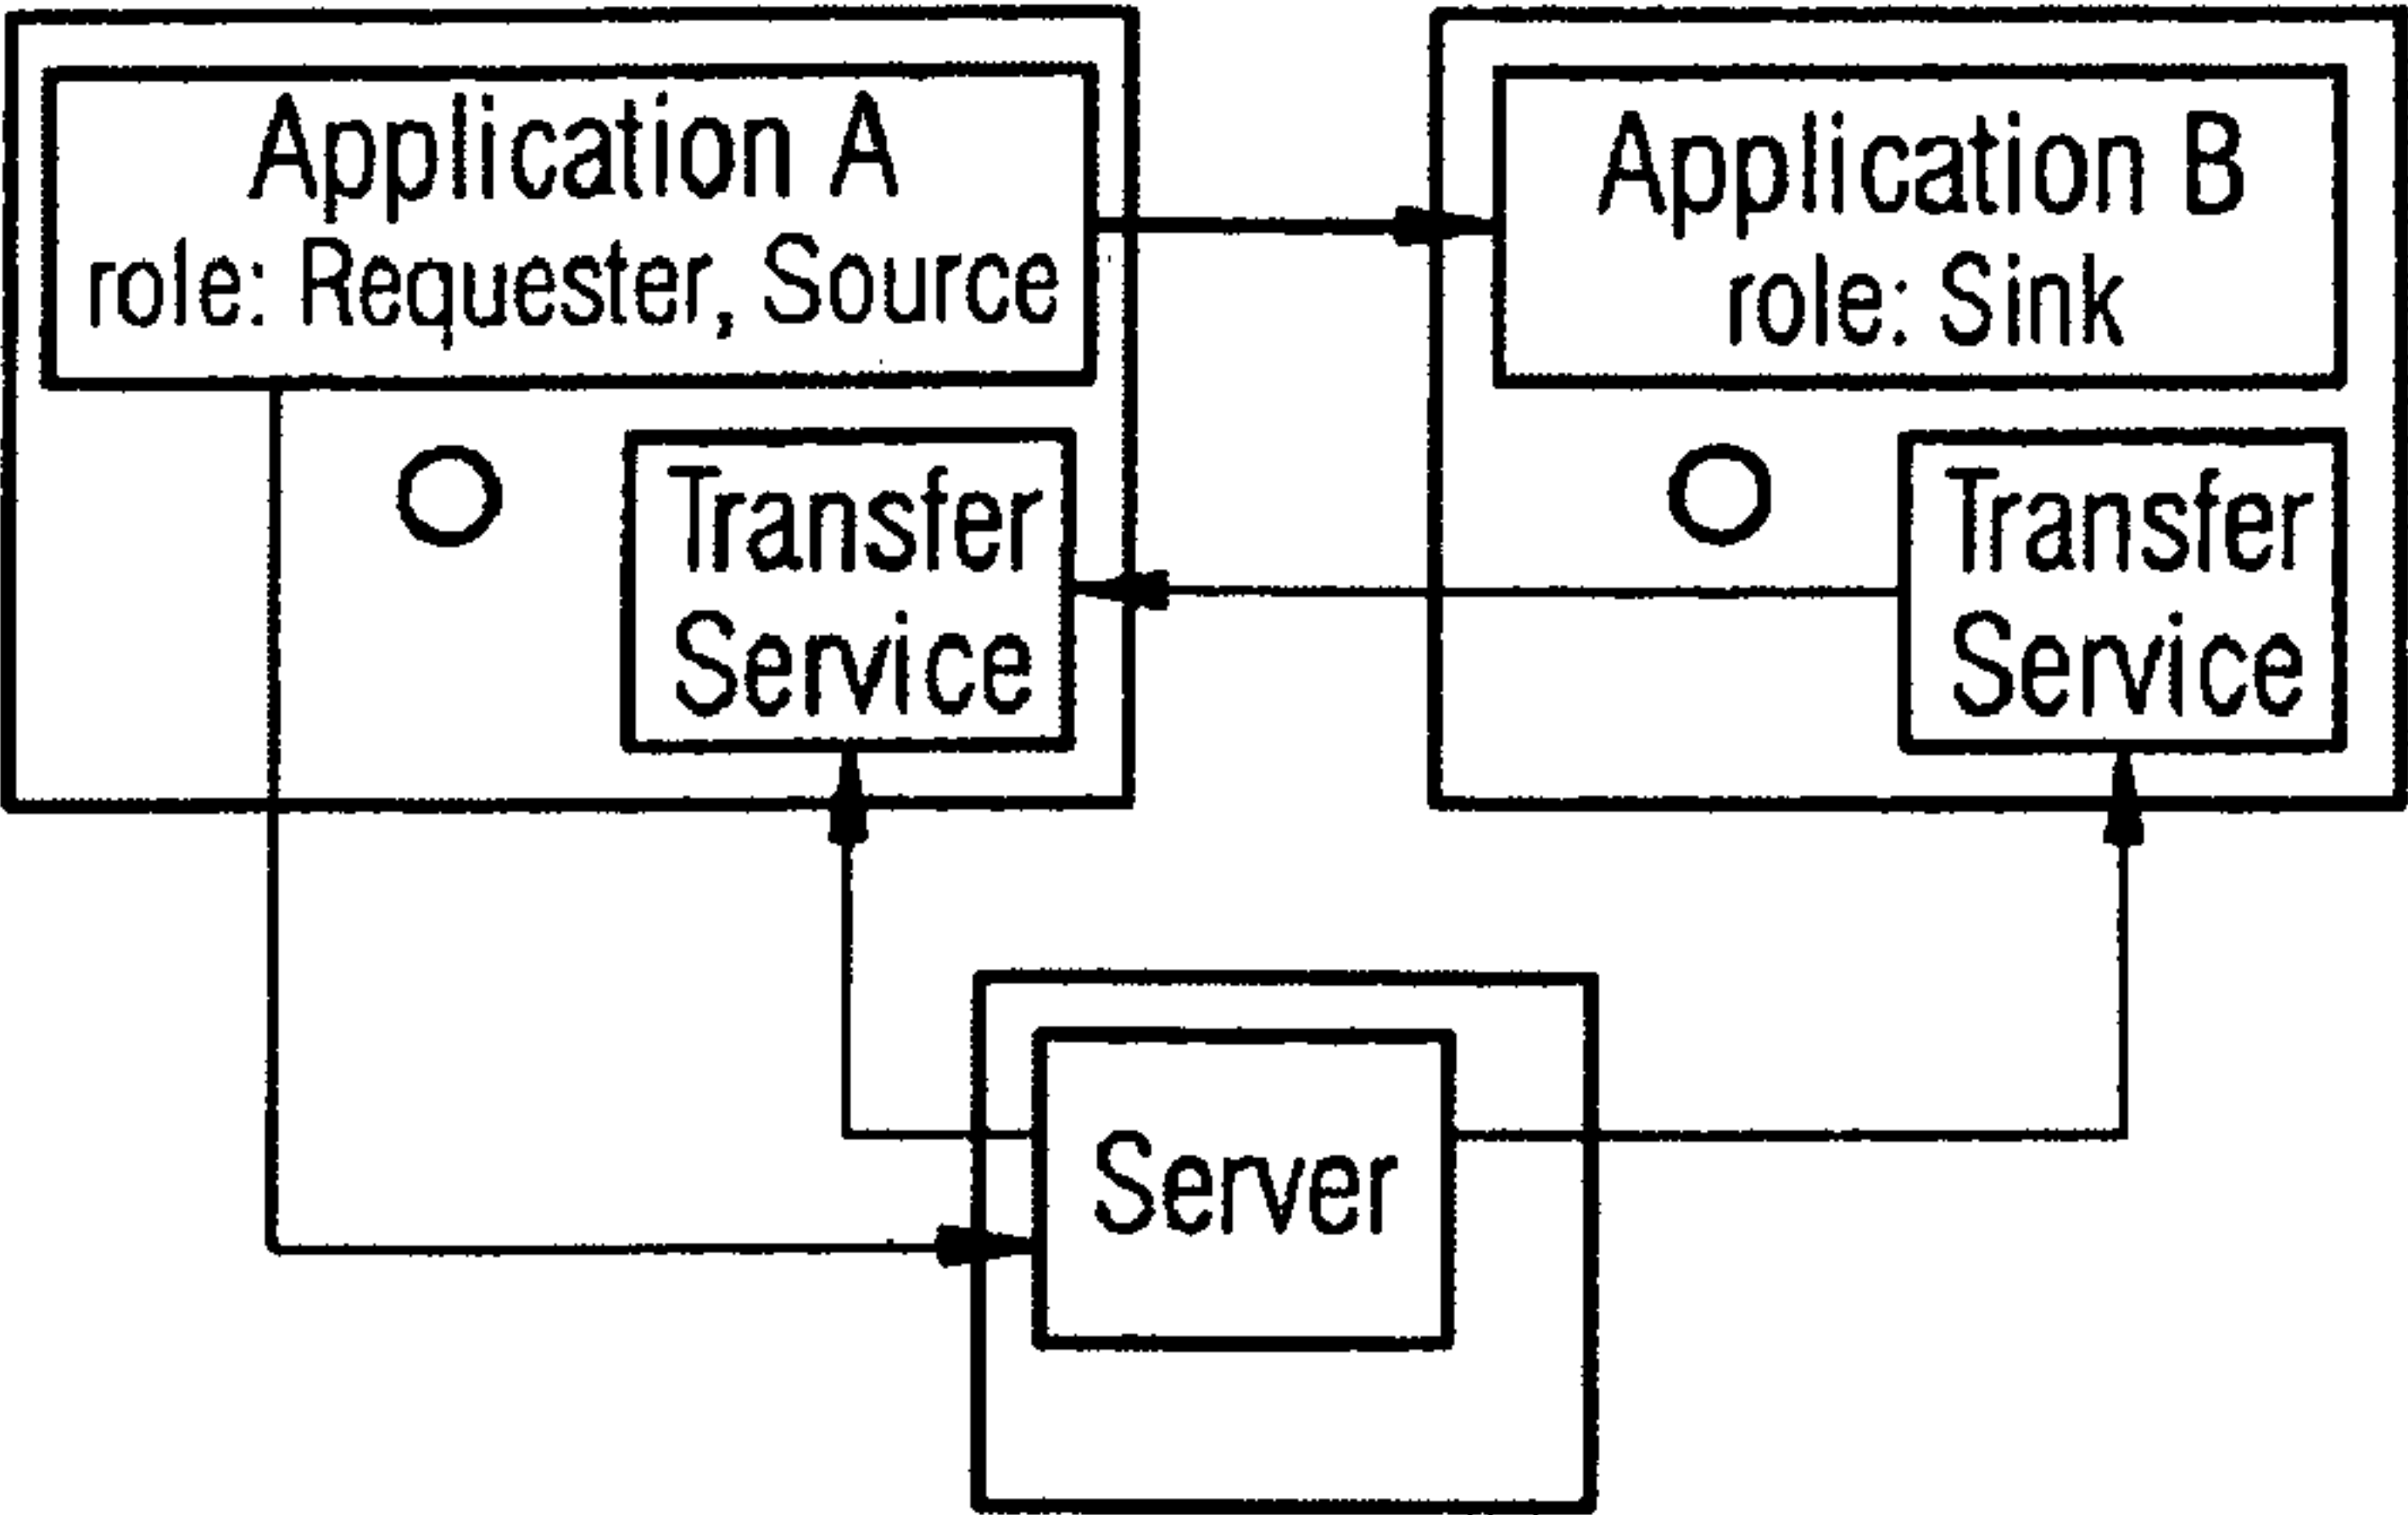 Application A
role: Requester, Source
Application B
role: Sink
Transfer
Service
Transfer
Service
Server